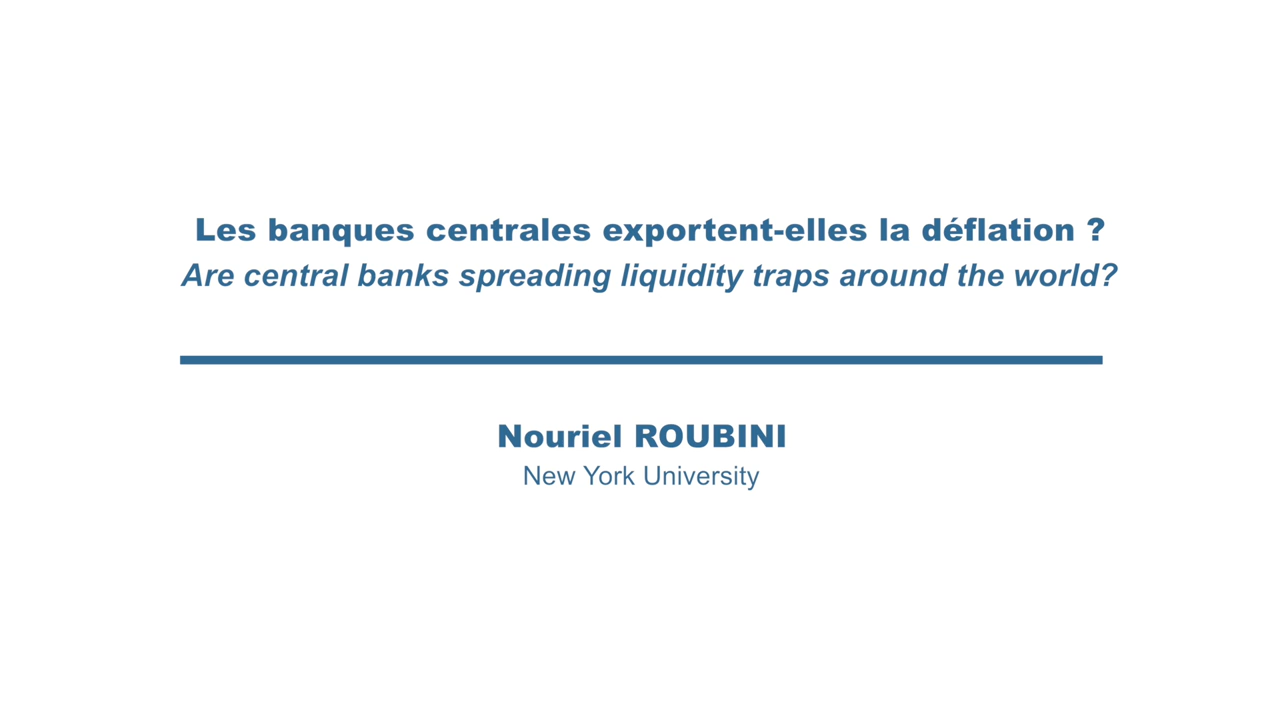 Les banques centrales exportent-elles la déflation ?
Are central banks spreading liquidity traps around the world?
Nouriel ROUBINI
New York University